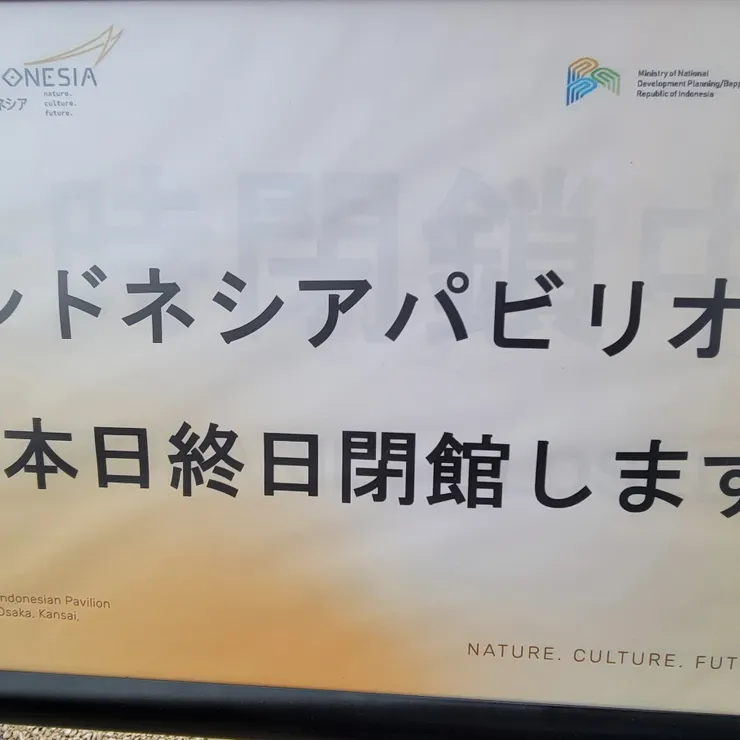 ONESIA
nature.
ネシア culture.
future.
Ministry of National
Development Planning/Bapp
Republic of Indonesia
ンドネシアパビリオ
本日終日閉館します
ndonesian Pavilion
Osaka, Kansai,
NATURE. CULTURE. FUT